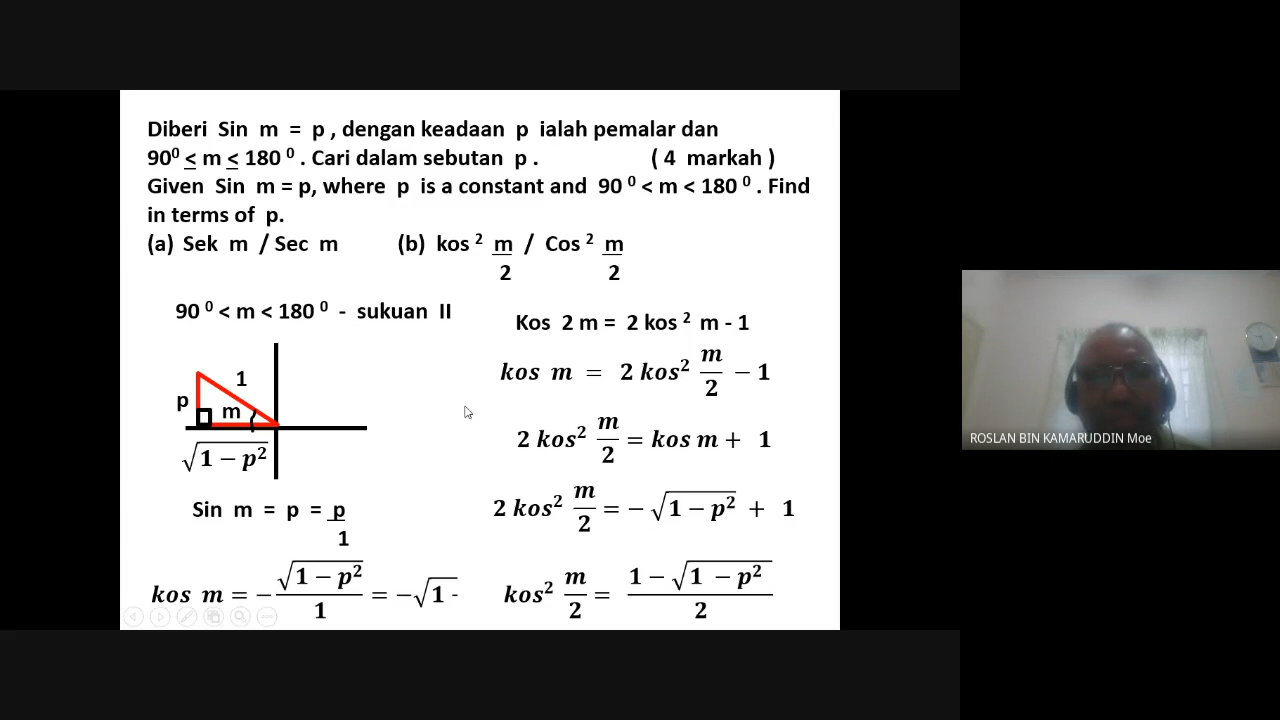 Diberi Sin m = p , dengan keadaan p ialah pemalar dan
90⁰ ≤ m ≤ 180 ⁰ . Cari dalam sebutan p . ( 4 markah )
Given Sin m = p, where p is a constant and 90 ⁰ < m < 180 ⁰ . Find
in terms of p.
(a) Sek m / Sec m (b) kos ² m/2 / Cos ² m/2
90 ⁰ < m < 180 ⁰ - sukuan II
1
p
m
√(1 − p²)
Sin m = p = p/1
kos m = −√(1 − p²)/1 = −√1 -
Kos 2 m = 2 kos ² m - 1
kos m = 2 kos² m/2 − 1
2 kos² m/2 = kos m + 1
2 kos² m/2 = − √(1 − p²) + 1
kos² m/2 = (1 − √(1 − p²))/2
ROSLAN BIN KAMARUDDIN Moe